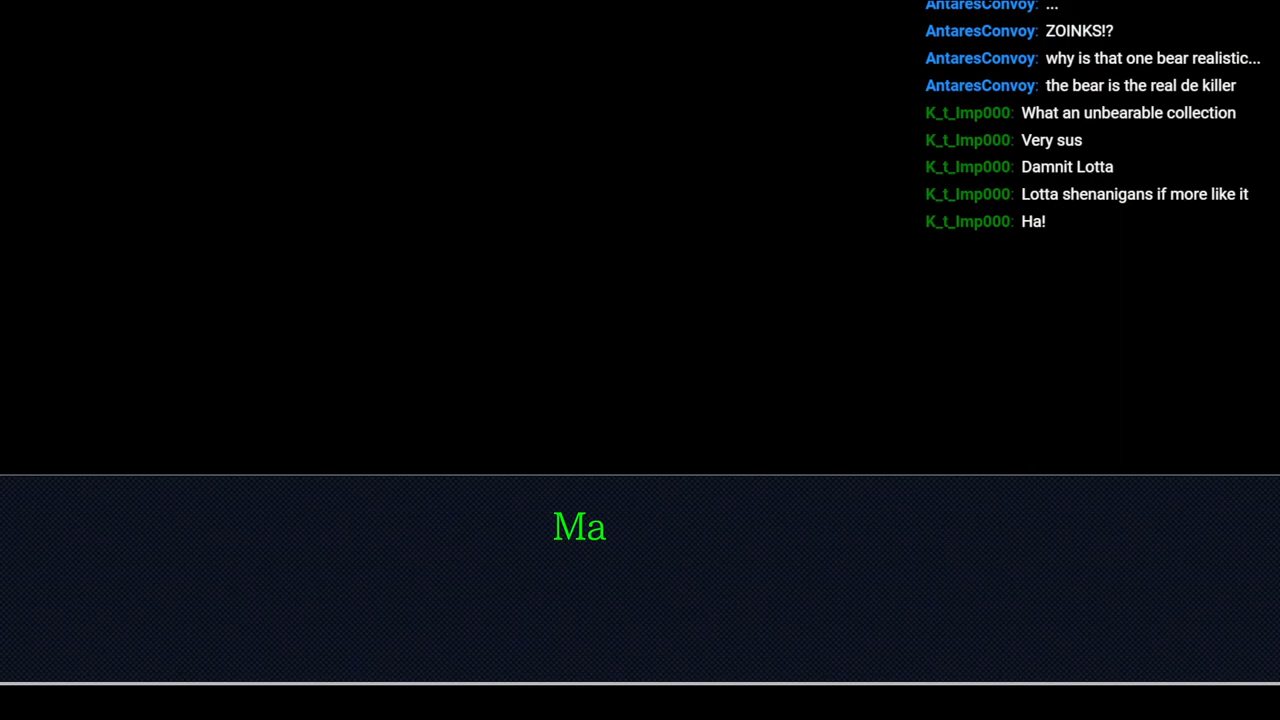 AntaresConvoy: ...
AntaresConvoy: ZOINKS!?
AntaresConvoy: why is that one bear realistic...
AntaresConvoy: the bear is the real de killer
K_t_Imp000: What an unbearable collection
K_t_Imp000: Very sus
K_t_Imp000: Damnit Lotta
K_t_Imp000: Lotta shenanigans if more like it
K_t_Imp000: Ha!
Ma